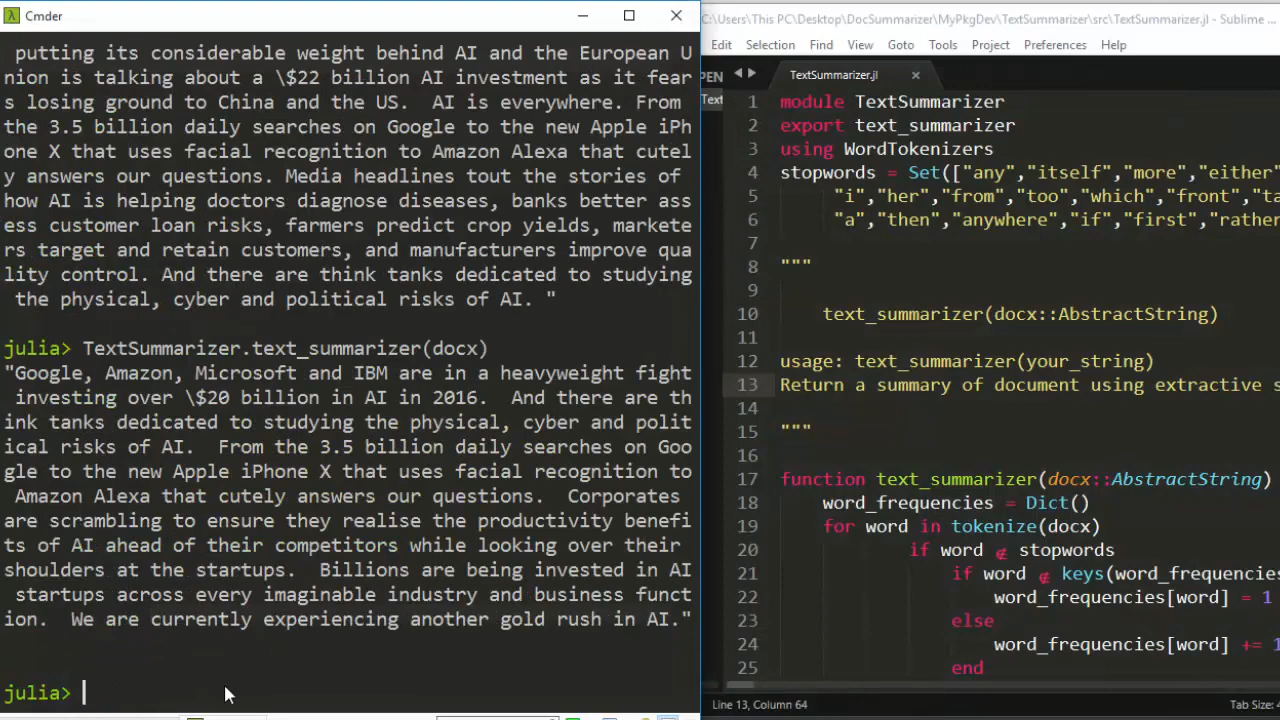 Cmder
putting its considerable weight behind AI and the European U
nion is talking about a \$22 billion AI investment as it fear
s losing ground to China and the US.  AI is everywhere. From
the 3.5 billion daily searches on Google to the new Apple iPh
one X that uses facial recognition to Amazon Alexa that cutel
y answers our questions. Media headlines tout the stories of
how AI is helping doctors diagnose diseases, banks better ass
ess customer loan risks, farmers predict crop yields, markete
rs target and retain customers, and manufacturers improve qua
lity control. And there are think tanks dedicated to studying
the physical, cyber and political risks of AI. "
julia> TextSummarizer.text_summarizer(docx)
"Google, Amazon, Microsoft and IBM are in a heavyweight fight
investing over \$20 billion in AI in 2016.  And there are th
ink tanks dedicated to studying the physical, cyber and polit
ical risks of AI.  From the 3.5 billion daily searches on Goo
gle to the new Apple iPhone X that uses facial recognition to
Amazon Alexa that cutely answers our questions.  Corporates
are scrambling to ensure they realise the productivity benefi
ts of AI ahead of their competitors while looking over their
shoulders at the startups.  Billions are being invested in AI
startups across every imaginable industry and business funct
ion.  We are currently experiencing another gold rush in AI."
julia>
C:\Users\This PC\Desktop\DocSummarizer\MyPkgDev\TextSummarizer\src\TextSummarizer.jl - Sublime
Edit Selection Find View Goto Tools Project Preferences Help
PEN
Text
TextSummarizer.jl
1 module TextSummarizer
2 export text_summarizer
3 using WordTokenizers
4 stopwords = Set(["any","itself","more","either
5 "i","her","from","too","which","front","ta
6 "a","then","anywhere","if","first","rather
7
8 """
9
10 text_summarizer(docx::AbstractString)
11
12 usage: text_summarizer(your_string)
13 Return a summary of document using extractive s
14
15 """
16
17 function text_summarizer(docx::AbstractString)
18 word_frequencies = Dict()
19 for word in tokenize(docx)
20 if word ∉ stopwords
21 if word ∉ keys(word_frequencies
22 word_frequencies[word] = 1
23 else
24 word_frequencies[word] += 1
25 end
Line 13, Column 64
Tab Size: